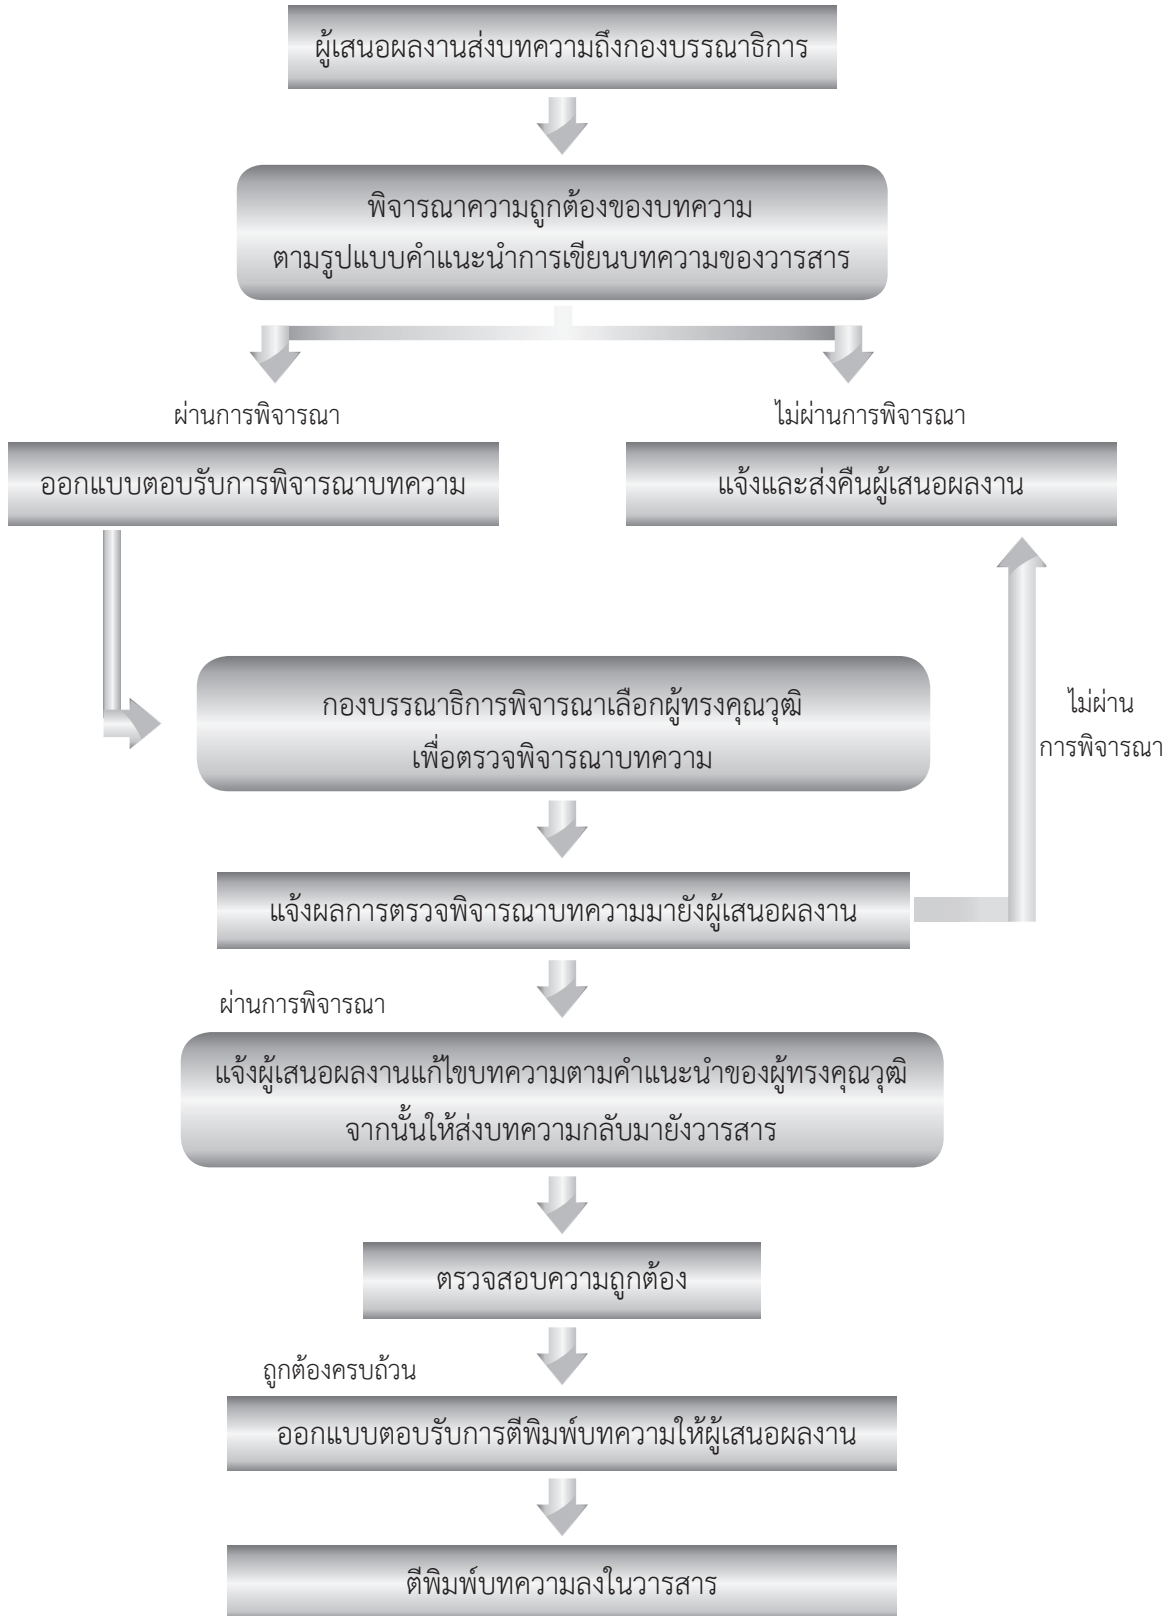 ผู้เสนอผลงานส่งบทความถึงกองบรรณาธิการ
พิจารณาความถูกต้องของบทความ
ตามรูปแบบคำแนะนำการเขียนบทความของวารสาร
ผ่านการพิจารณา
ไม่ผ่านการพิจารณา
ออกแบบตอบรับการพิจารณาบทความ
แจ้งและส่งคืนผู้เสนอผลงาน
กองบรรณาธิการพิจารณาเลือกผู้ทรงคุณวุฒิ
เพื่อตรวจพิจารณาบทความ
ไม่ผ่าน
การพิจารณา
แจ้งผลการตรวจพิจารณาบทความมายังผู้เสนอผลงาน
ผ่านการพิจารณา
แจ้งผู้เสนอผลงานแก้ไขบทความตามคำแนะนำของผู้ทรงคุณวุฒิ
จากนั้นให้ส่งบทความกลับมายังวารสาร
ตรวจสอบความถูกต้อง
ถูกต้องครบถ้วน
ออกแบบตอบรับการตีพิมพ์บทความให้ผู้เสนอผลงาน
ตีพิมพ์บทความลงในวารสาร